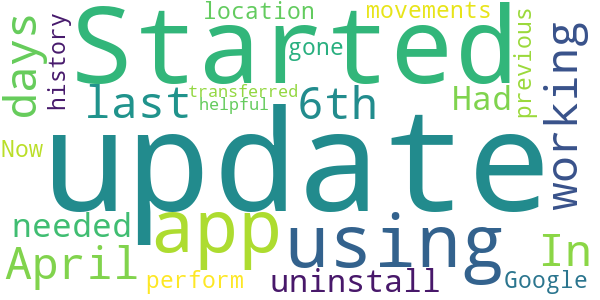 location movements
Started
days history gone previous
transferred
last helpful 6th Had working
Now update
app using
needed In
April
perform uninstall Google